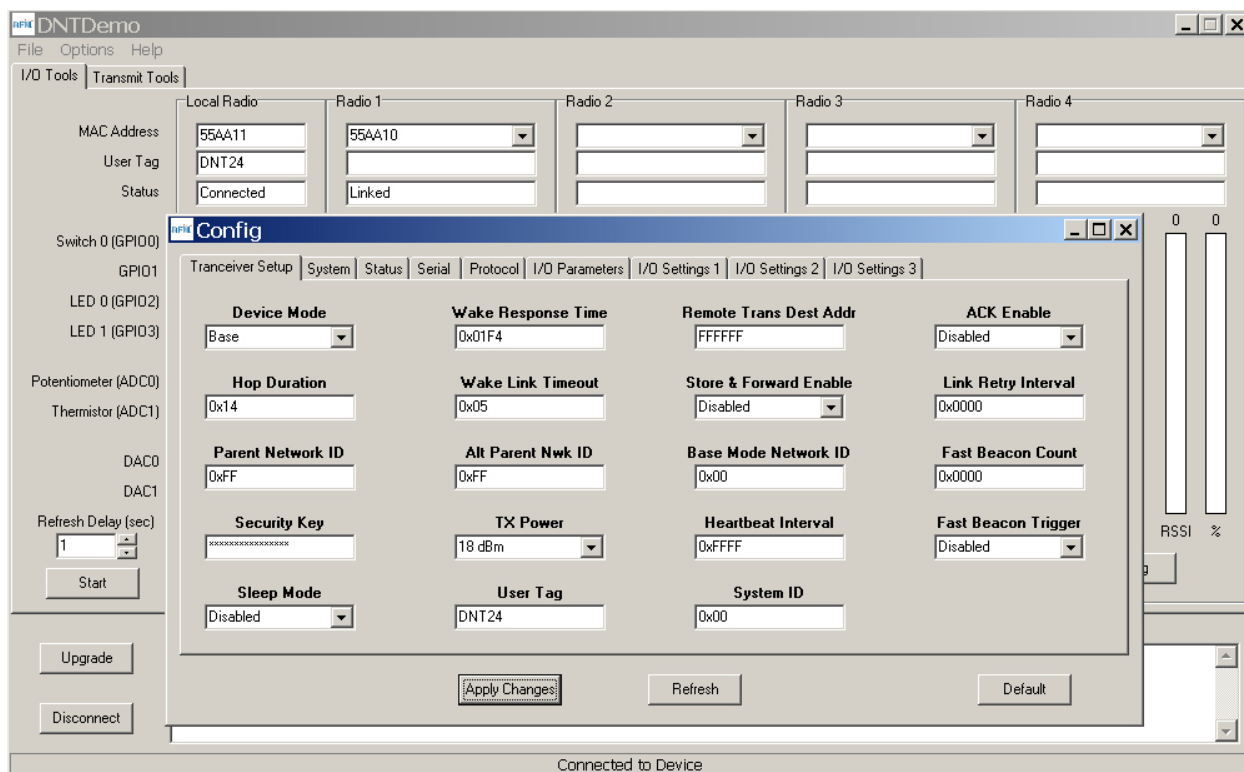 RFM DNTDemo
File Options Help
I/O Tools Transmit Tools
Local Radio Radio 1 Radio 2 Radio 3 Radio 4
MAC Address 55AA11 55AA10
User Tag DNT24
Status Connected Linked
0 0
RFM Config
Switch 0 (GPIO0)
Tranceiver Setup System Status Serial Protocol I/O Parameters I/O Settings 1 I/O Settings 2 I/O Settings 3
GPIO1
LED 0 (GPIO2)
LED 1 (GPIO3)
Device Mode Wake Response Time Remote Trans Dest Addr ACK Enable
Base 0x01F4 FFFFFF Disabled
Potentiometer (ADC0)
Thermistor (ADC1)
Hop Duration Wake Link Timeout Store & Forward Enable Link Retry Interval
0x14 0x05 Disabled 0x0000
DAC0
DAC1
Parent Network ID Alt Parent Nwk ID Base Mode Network ID Fast Beacon Count
0xFF 0xFF 0x00 0x0000
Refresh Delay (sec)
1
Security Key TX Power Heartbeat Interval Fast Beacon Trigger
xxxxxxxxxxxxxxxx 18 dBm 0xFFFF Disabled
RSSI %
Start
Sleep Mode User Tag System ID
Disabled DNT24 0x00
Upgrade
Apply Changes Refresh Default
Disconnect
Connected to Device